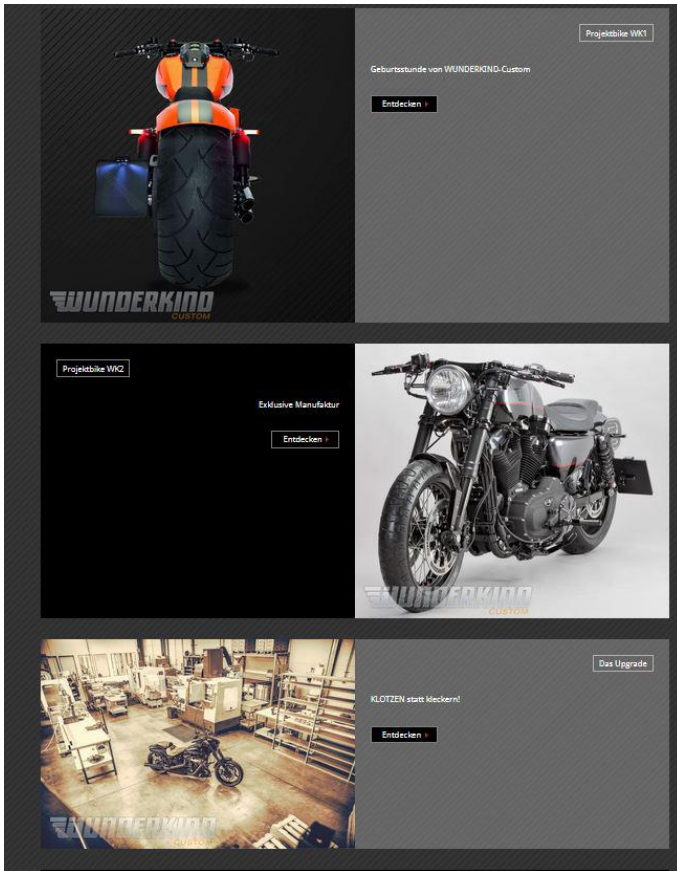 Projektbike WK1
Geburtsstunde von WUNDERKIND-Custom
Entdecken
WUNDERKIND
CUSTOM
Projektbike WK2
Exklusive Manufaktur
Entdecken
WUNDERKIND
CUSTOM
Das Upgrade
KLOTZEN statt kleckern!
Entdecken
WUNDERKIND
CUSTOM